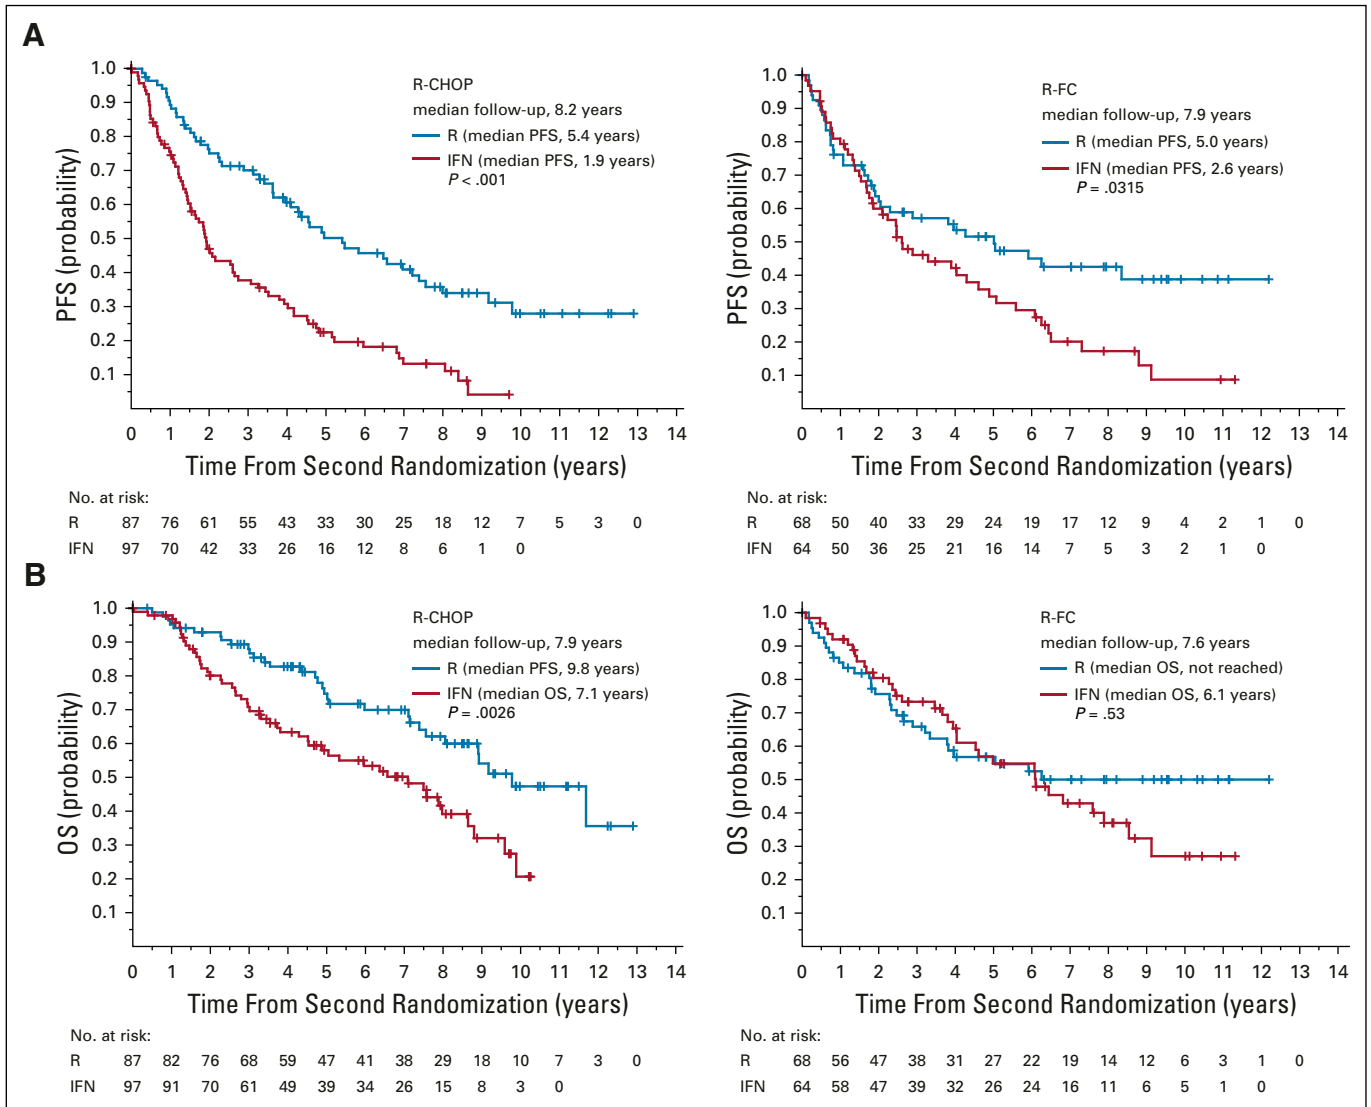 A
R-CHOP
median follow-up, 8.2 years
R (median PFS, 5.4 years)
IFN (median PFS, 1.9 years)
P < .001
PFS (probability)
1.0
0.9
0.8
0.7
0.6
0.5
0.4
0.3
0.2
0.1
0 1 2 3 4 5 6 7 8 9 10 11 12 13 14
Time From Second Randomization (years)
No. at risk:
R 87 76 61 55 43 33 30 25 18 12 7 5 3 0
IFN 97 70 42 33 26 16 12 8 6 1 0
R-FC
median follow-up, 7.9 years
R (median PFS, 5.0 years)
IFN (median PFS, 2.6 years)
P = .0315
PFS (probability)
1.0
0.9
0.8
0.7
0.6
0.5
0.4
0.3
0.2
0.1
0 1 2 3 4 5 6 7 8 9 10 11 12 13 14
Time From Second Randomization (years)
No. at risk:
R 68 50 40 33 29 24 19 17 12 9 4 2 1 0
IFN 64 50 36 25 21 16 14 7 5 3 2 1 0
B
R-CHOP
median follow-up, 7.9 years
R (median PFS, 9.8 years)
IFN (median OS, 7.1 years)
P = .0026
OS (probability)
1.0
0.9
0.8
0.7
0.6
0.5
0.4
0.3
0.2
0.1
0 1 2 3 4 5 6 7 8 9 10 11 12 13 14
Time From Second Randomization (years)
No. at risk:
R 87 82 76 68 59 47 41 38 29 18 10 7 3 0
IFN 97 91 70 61 49 39 34 26 15 8 3 0
R-FC
median follow-up, 7.6 years
R (median OS, not reached)
IFN (median OS, 6.1 years)
P = .53
OS (probability)
1.0
0.9
0.8
0.7
0.6
0.5
0.4
0.3
0.2
0.1
0 1 2 3 4 5 6 7 8 9 10 11 12 13 14
Time From Second Randomization (years)
No. at risk:
R 68 56 47 38 31 27 22 19 14 12 6 3 1 0
IFN 64 58 47 39 32 26 24 16 11 6 5 1 0